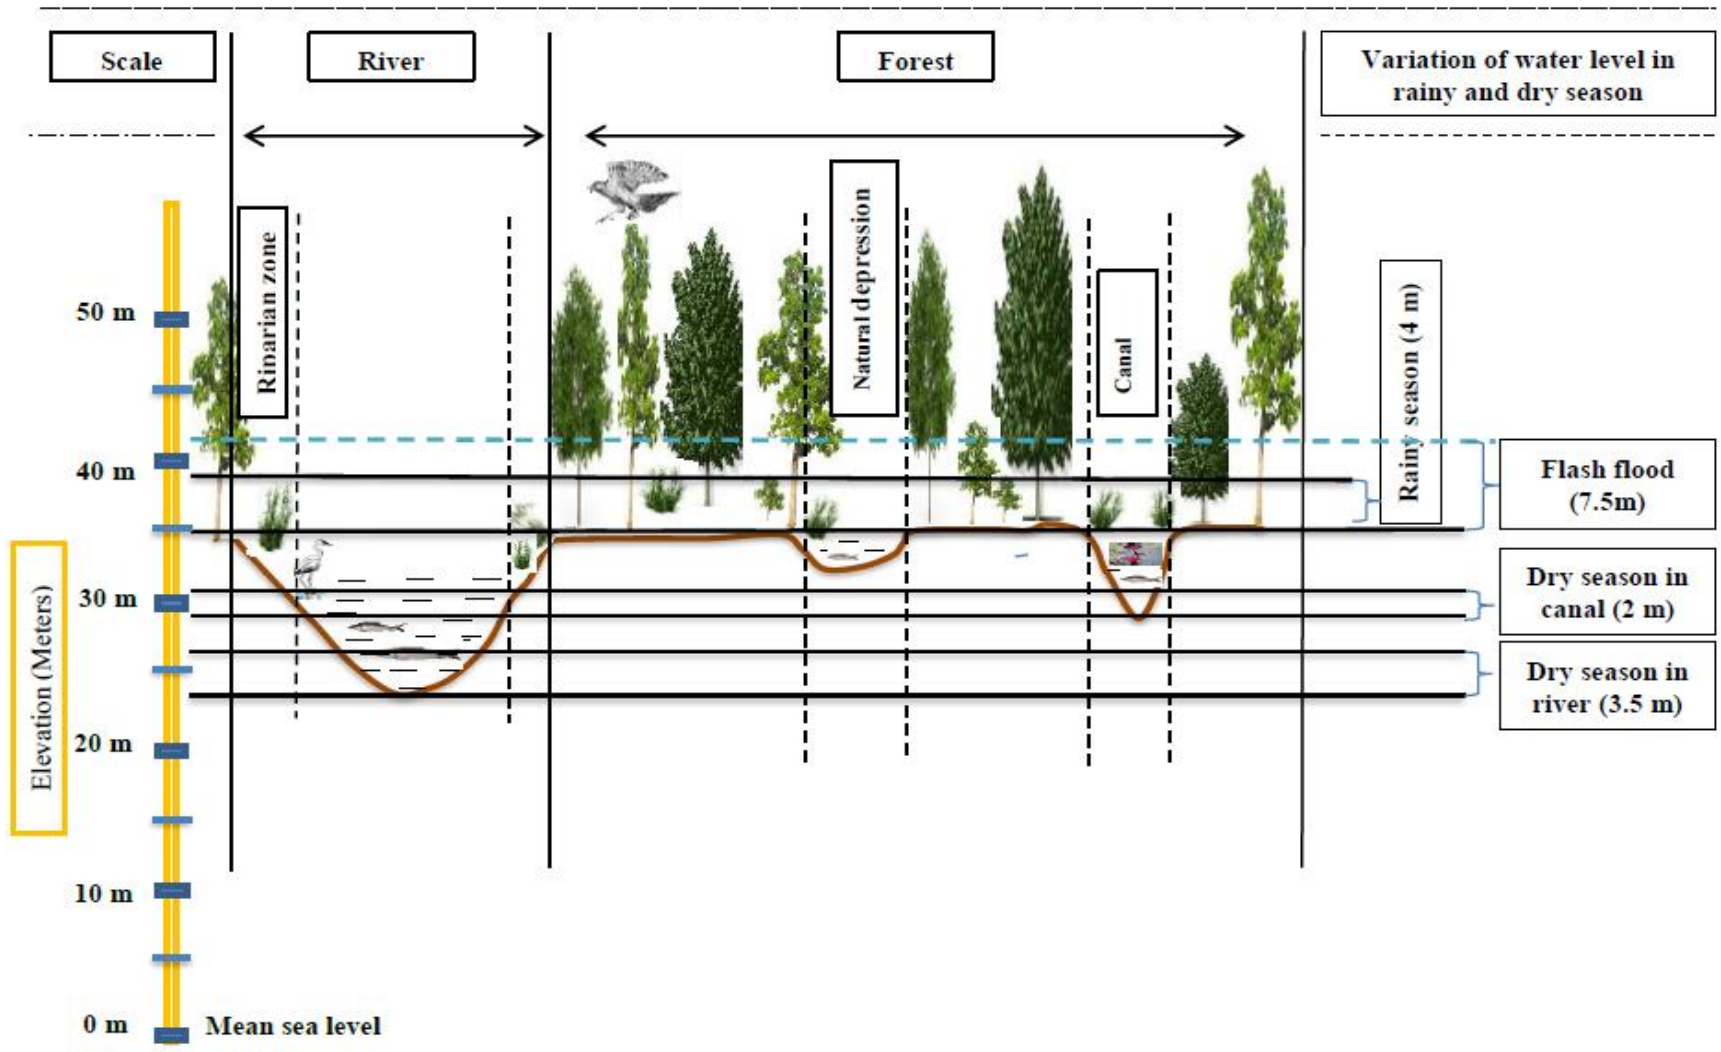 Scale
River
Forest
Variation of water level in
rainy and dry season
Rinarian zone
Natural depression
Canal
Rainy season (4 m)
50 m
40 m
30 m
20 m
10 m
0 m
Elevation (Meters)
Flash flood
(7.5m)
Dry season in
canal (2 m)
Dry season in
river (3.5 m)
Mean sea level